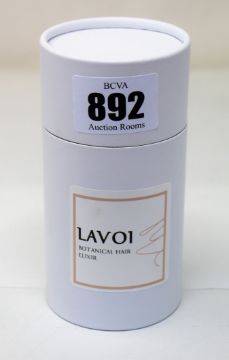 BCVA
892
Auction Rooms
LAVOI
BOTANICAL HAIR
ELIXIR